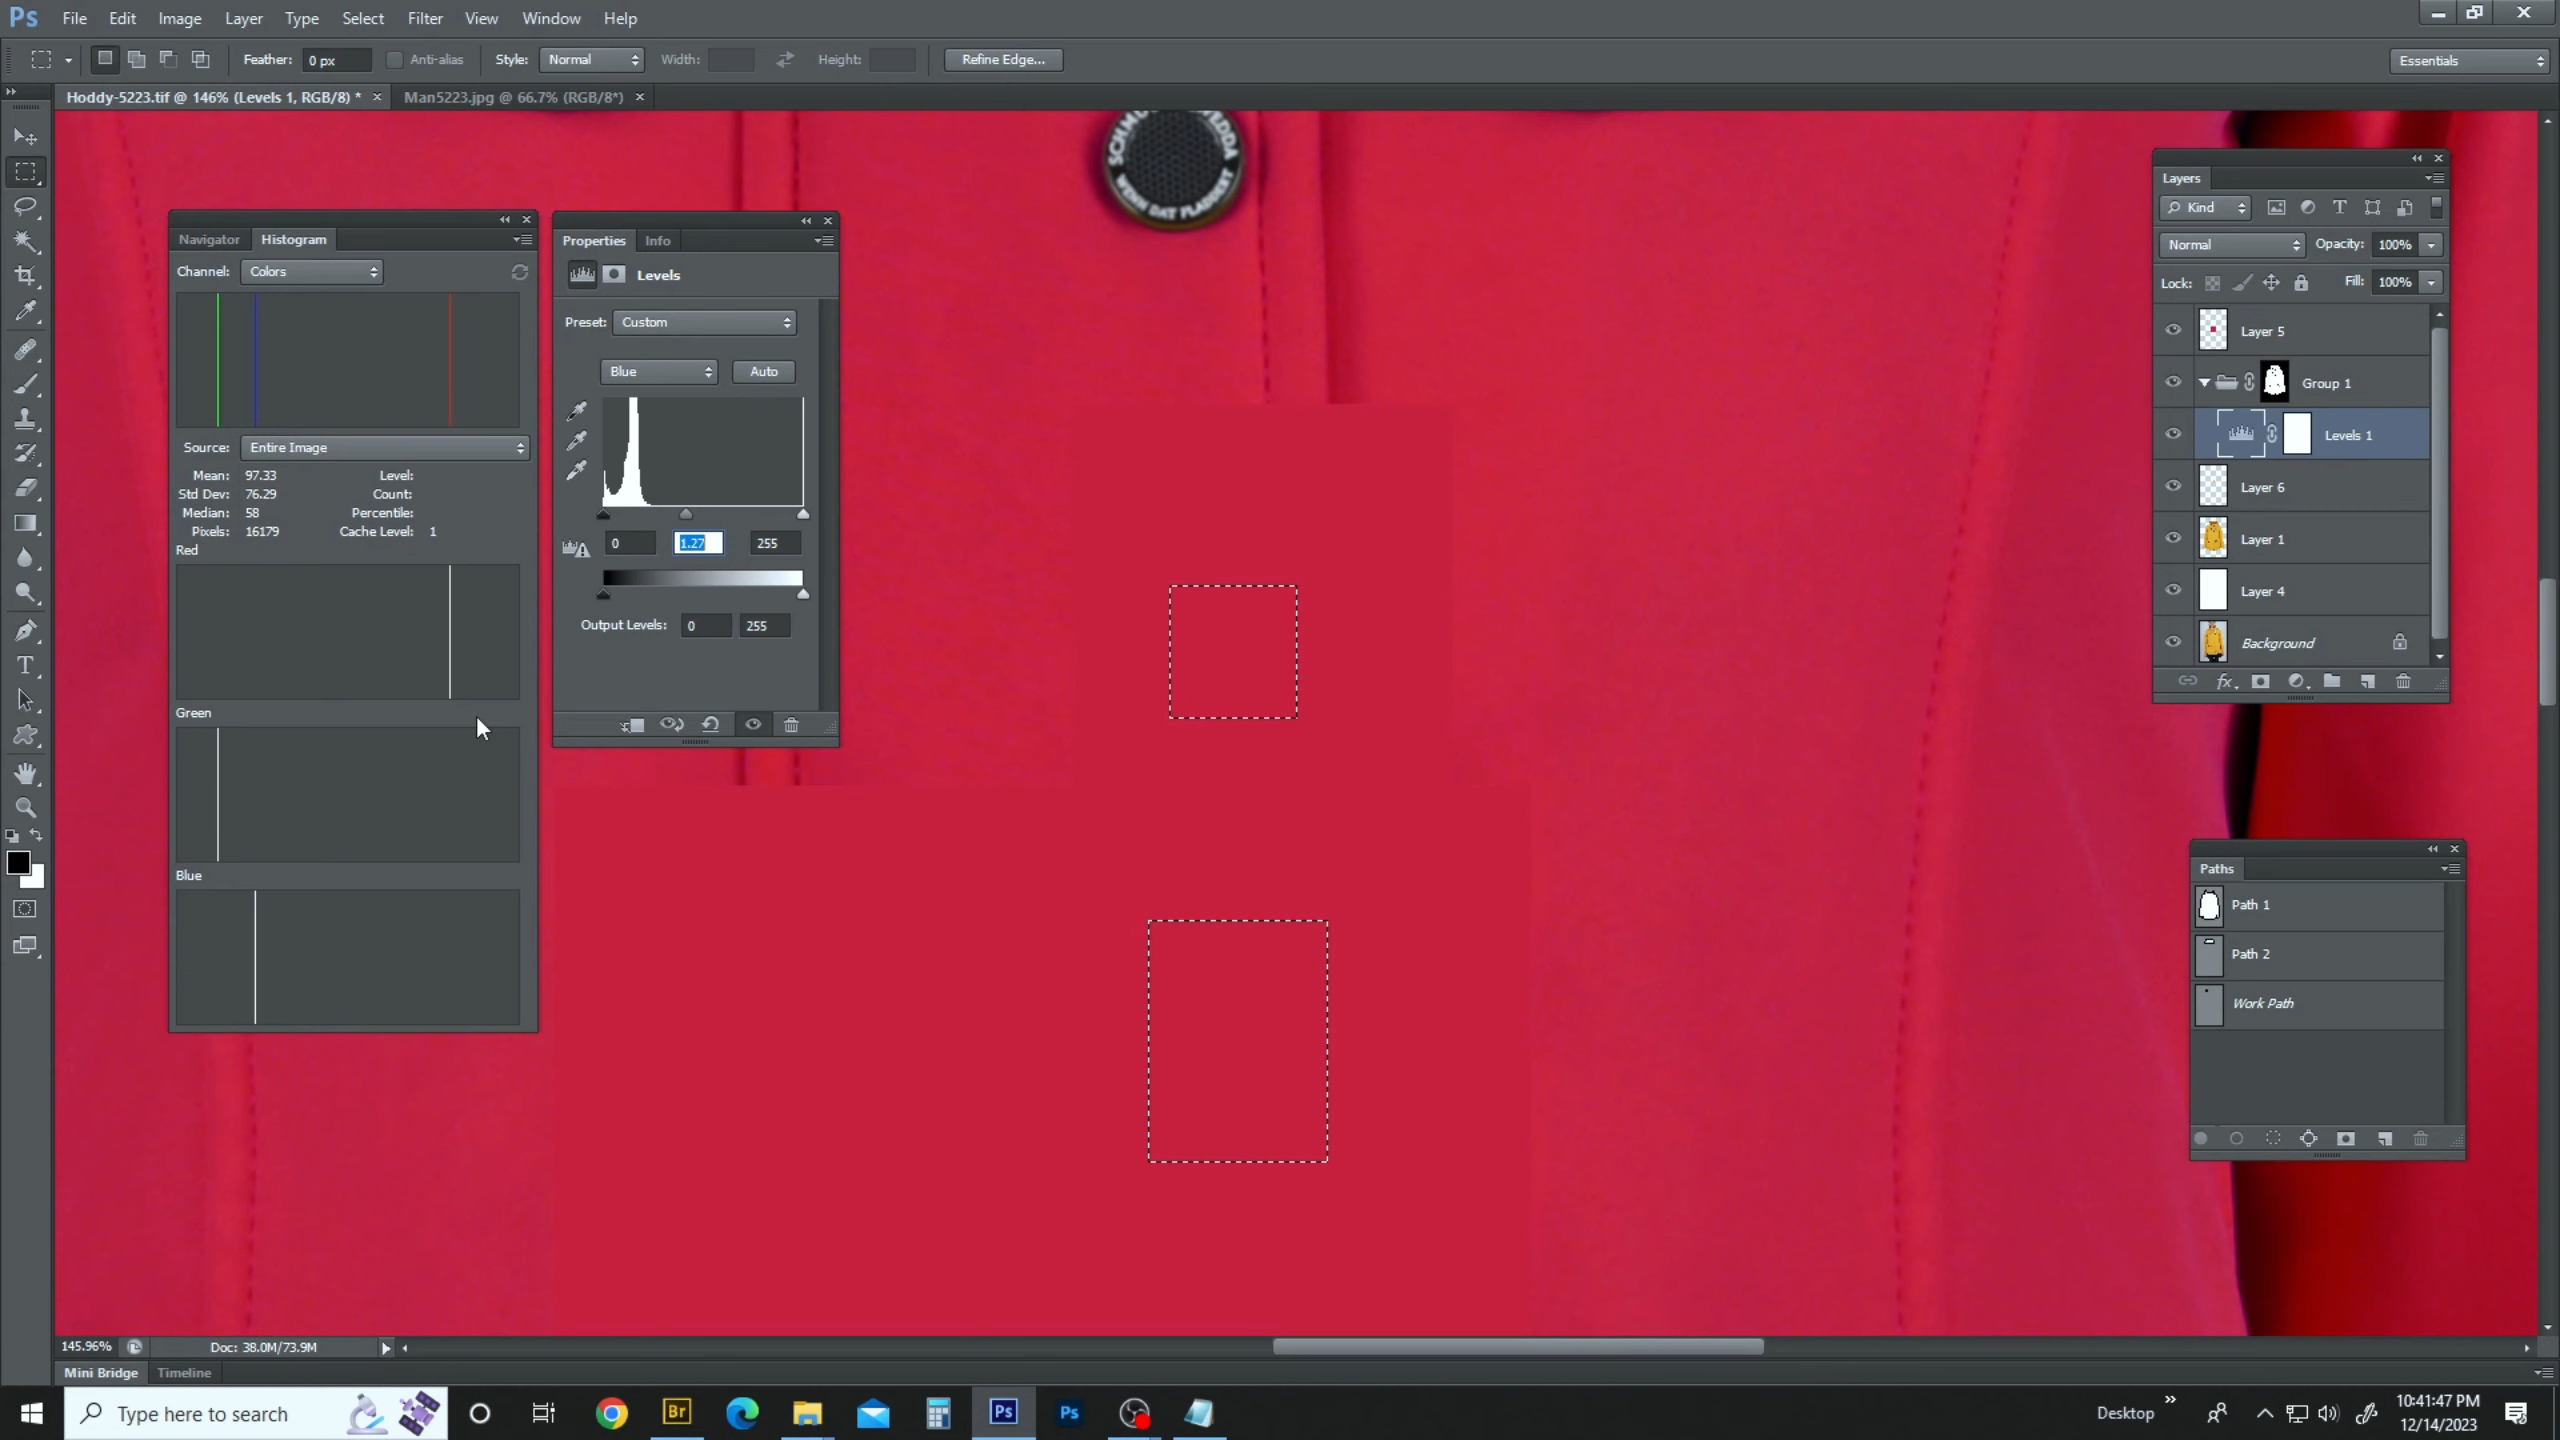 Ps File Edit Image Layer Type Select Filter View Window Help
Feather: 0 px Anti-alias Style: Normal Width: Height: Refine Edge... Essentials
Hoddy-5223.tif @ 146% (Levels 1, RGB/8) * Man5223.jpg @ 66.7% (RGB/8*)
WENN DAT FLADDERT
Navigator Histogram
Channel: Colors
Source: Entire Image
Mean: 97.33 Level:
Std Dev: 76.29 Count:
Median: 58 Percentile:
Pixels: 16179 Cache Level: 1
Red
Green
Blue
Properties Info
Levels
Preset: Custom
Blue Auto
0 1.27 255
Output Levels: 0 255
Layers
Kind
Normal Opacity: 100%
Lock: Fill: 100%
Layer 5
Group 1
Levels 1
Layer 6
Layer 1
Layer 4
Background
Paths
Path 1
Path 2
Work Path
145.96% Doc: 38.0M/73.9M
Mini Bridge Timeline
Type here to search
Br Ps Ps
Desktop
10:41:47 PM
12/14/2023